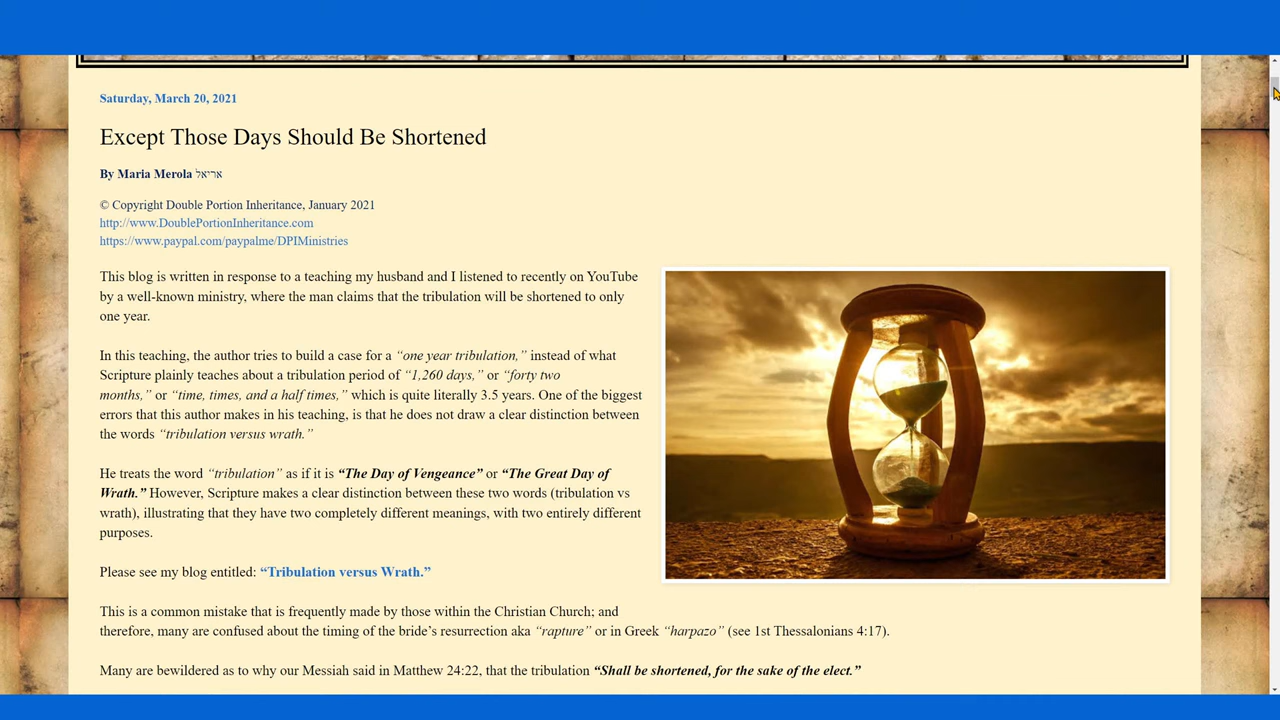 Saturday, March 20, 2021
Except Those Days Should Be Shortened
By Maria Merola אריאל
© Copyright Double Portion Inheritance, January 2021
http://www.DoublePortionInheritance.com
https://www.paypal.com/paypalme/DPIMinistries
This blog is written in response to a teaching my husband and I listened to recently on YouTube
by a well-known ministry, where the man claims that the tribulation will be shortened to only
one year.
In this teaching, the author tries to build a case for a “one year tribulation,” instead of what
Scripture plainly teaches about a tribulation period of “1,260 days,” or “forty two
months,” or “time, times, and a half times,” which is quite literally 3.5 years. One of the biggest
errors that this author makes in his teaching, is that he does not draw a clear distinction between
the words “tribulation versus wrath.”
He treats the word “tribulation” as if it is “The Day of Vengeance” or “The Great Day of
Wrath.” However, Scripture makes a clear distinction between these two words (tribulation vs
wrath), illustrating that they have two completely different meanings, with two entirely different
purposes.
Please see my blog entitled: “Tribulation versus Wrath.”
This is a common mistake that is frequently made by those within the Christian Church; and
therefore, many are confused about the timing of the bride’s resurrection aka “rapture” or in Greek “harpazo” (see 1st Thessalonians 4:17).
Many are bewildered as to why our Messiah said in Matthew 24:22, that the tribulation “Shall be shortened, for the sake of the elect.”